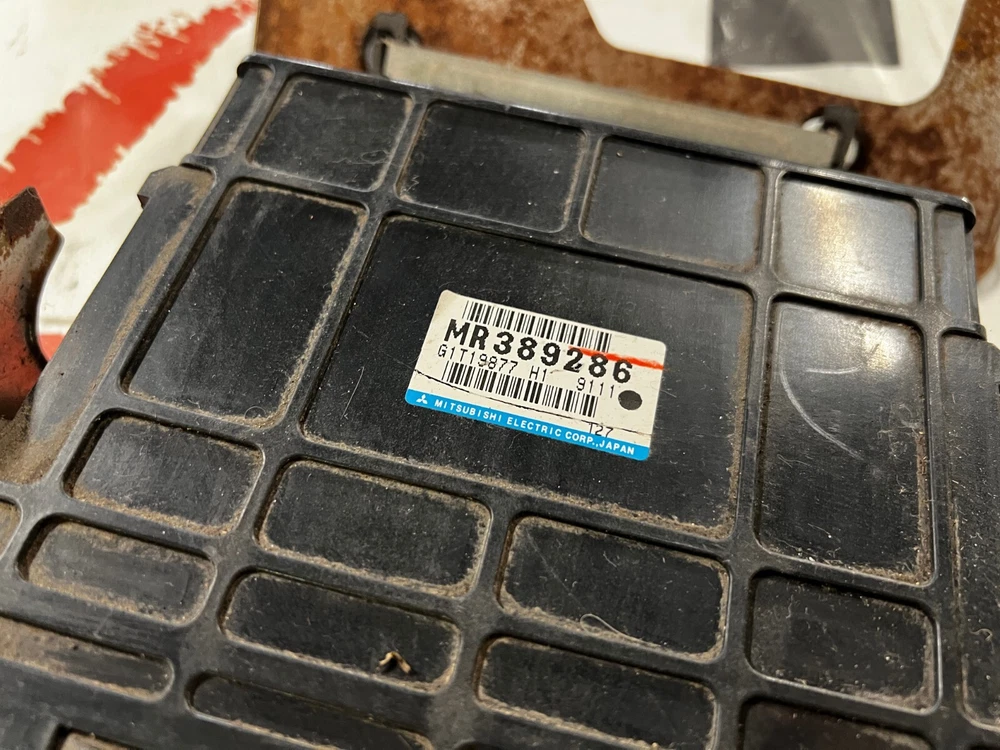 MR389286
G1T19877 H1 9111
T27
MITSUBISHI ELECTRIC CORP.,JAPAN